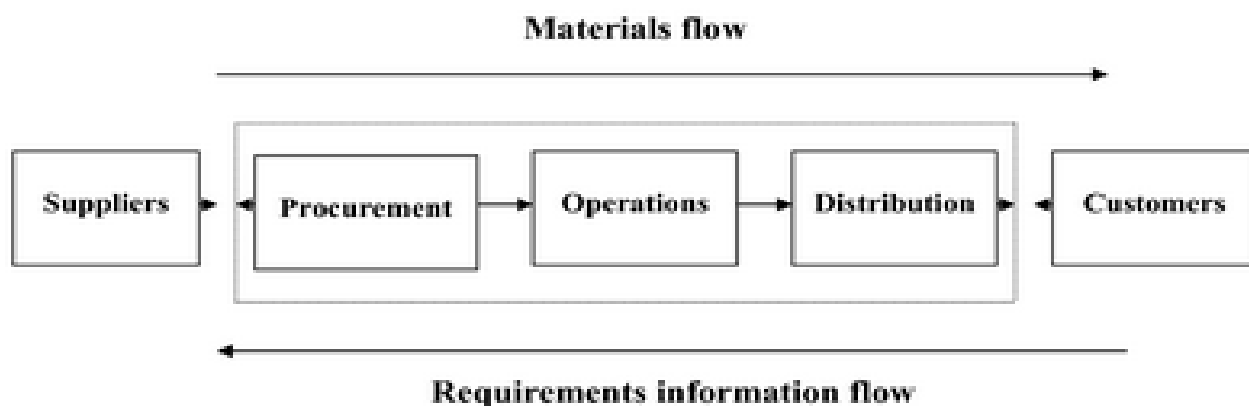 Materials flow
Suppliers
Procurement
Operations
Distribution
Customers
Requirements information flow